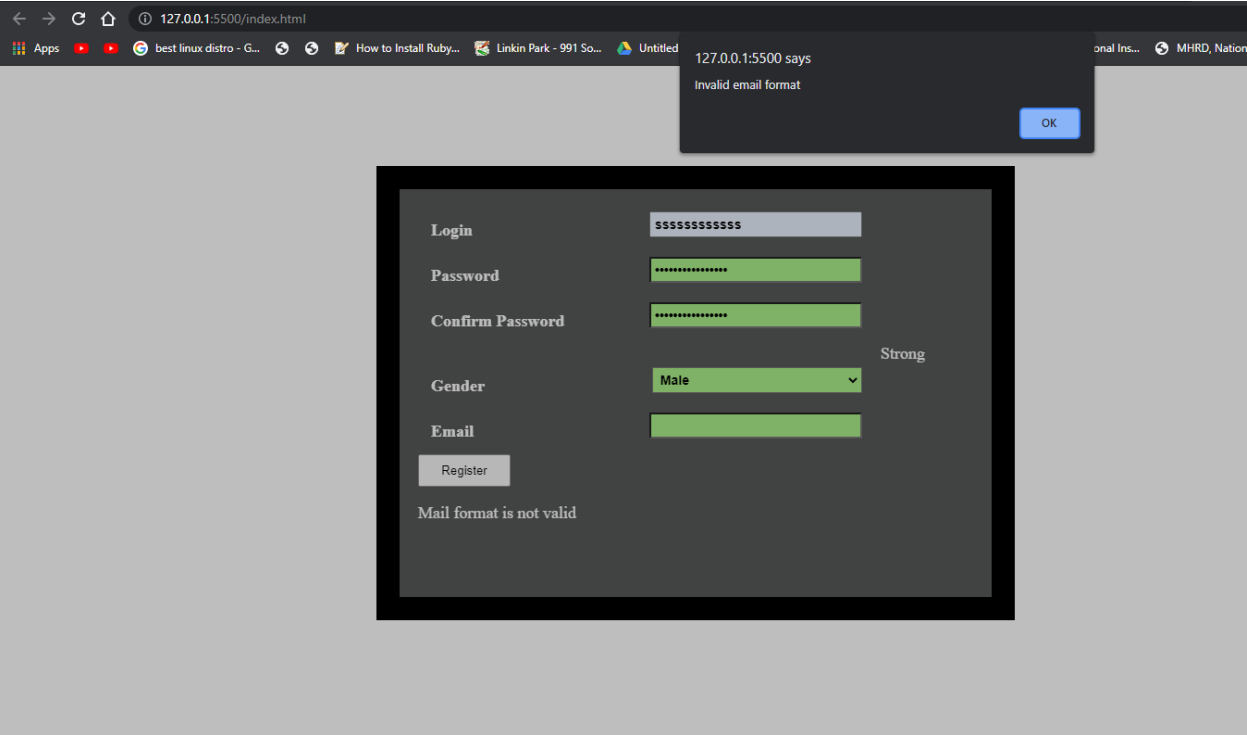 127.0.0.1:5500/index.html
Apps best linux distro - G... How to Install Ruby... Linkin Park - 991 So... Untitled onal Ins... MHRD, Nation
127.0.0.1:5500 says
Invalid email format
OK
Login ssssssssssss
Password ••••••••••••••••
Confirm Password ••••••••••••••••
Strong
Gender Male
Email
Register
Mail format is not valid